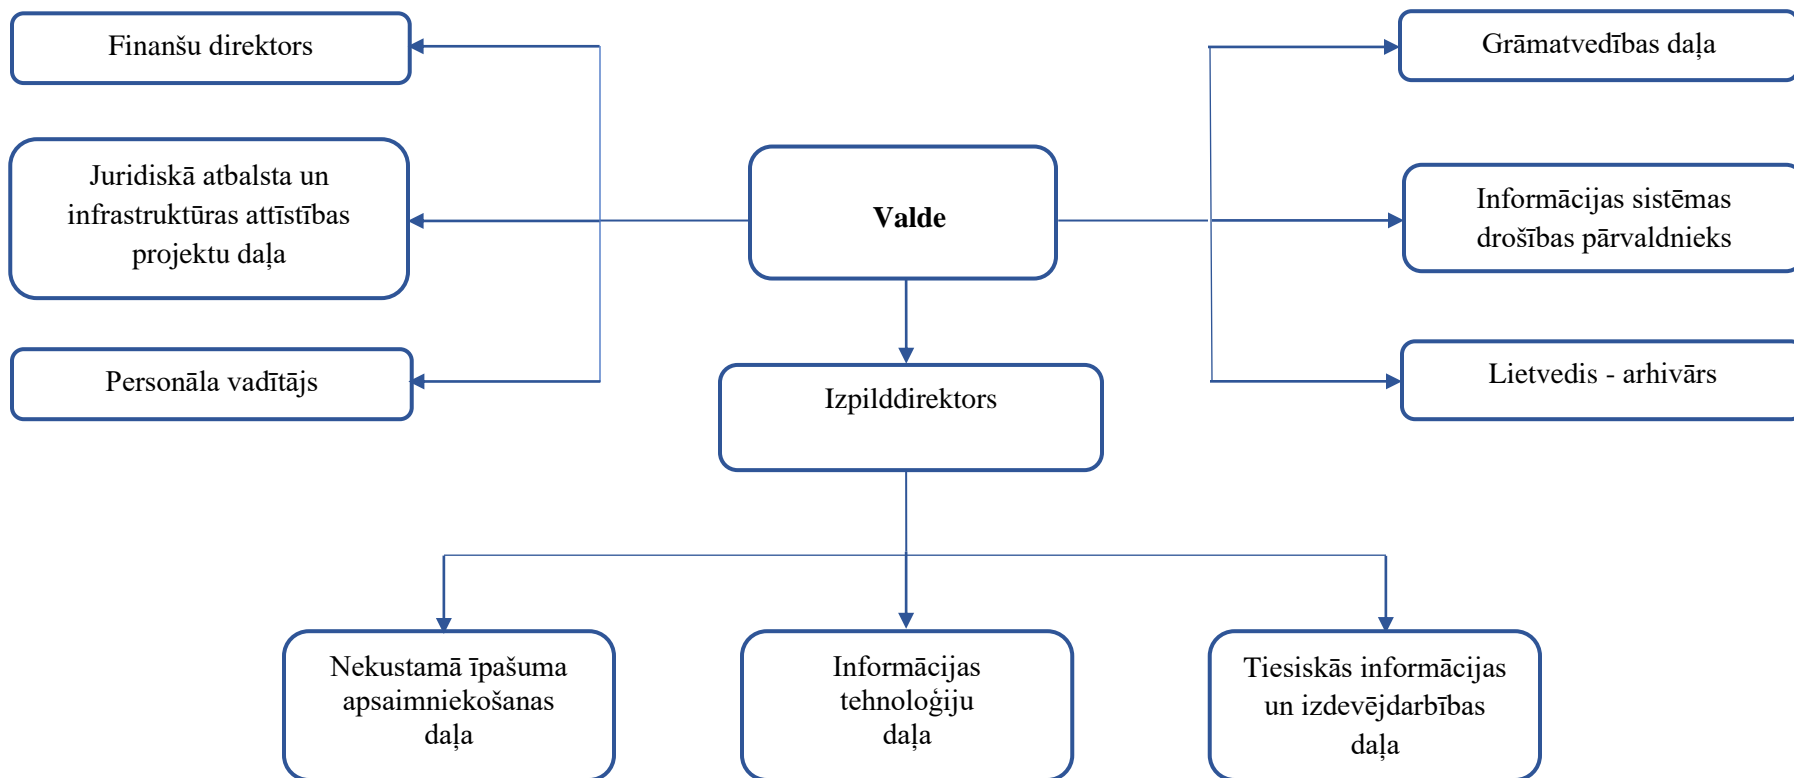 Finanšu direktors
Grāmatvedības daļa
Juridiskā atbalsta un
infrastruktūras attīstības
projektu daļa
Valde
Informācijas sistēmas
drošības pārvaldnieks
Personāla vadītājs
Izpilddirektors
Lietvedis - arhivārs
Nekustamā īpašuma
apsaimniekošanas
daļa
Informācijas
tehnoloģiju
daļa
Tiesiskās informācijas
un izdevējdarbības
daļa